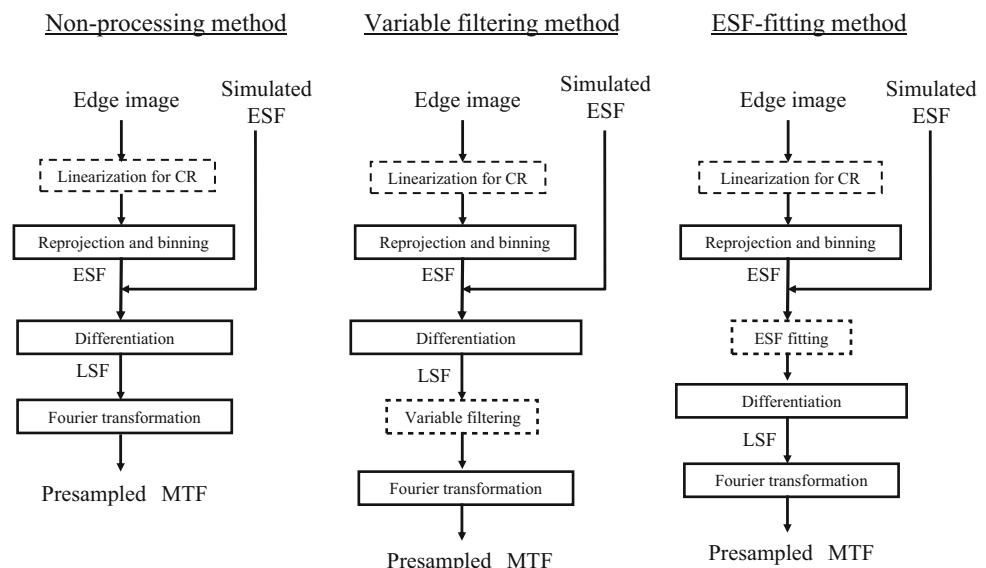 Non-processing method
Edge image
Simulated
ESF
Linearization for CR
Reprojection and binning
ESF
Differentiation
LSF
Fourier transformation
Presampled MTF
Variable filtering method
Edge image
Simulated
ESF
Linearization for CR
Reprojection and binning
ESF
Differentiation
LSF
Variable filtering
Fourier transformation
Presampled MTF
ESF-fitting method
Edge image
Simulated
ESF
Linearization for CR
Reprojection and binning
ESF
ESF fitting
Differentiation
LSF
Fourier transformation
Presampled MTF